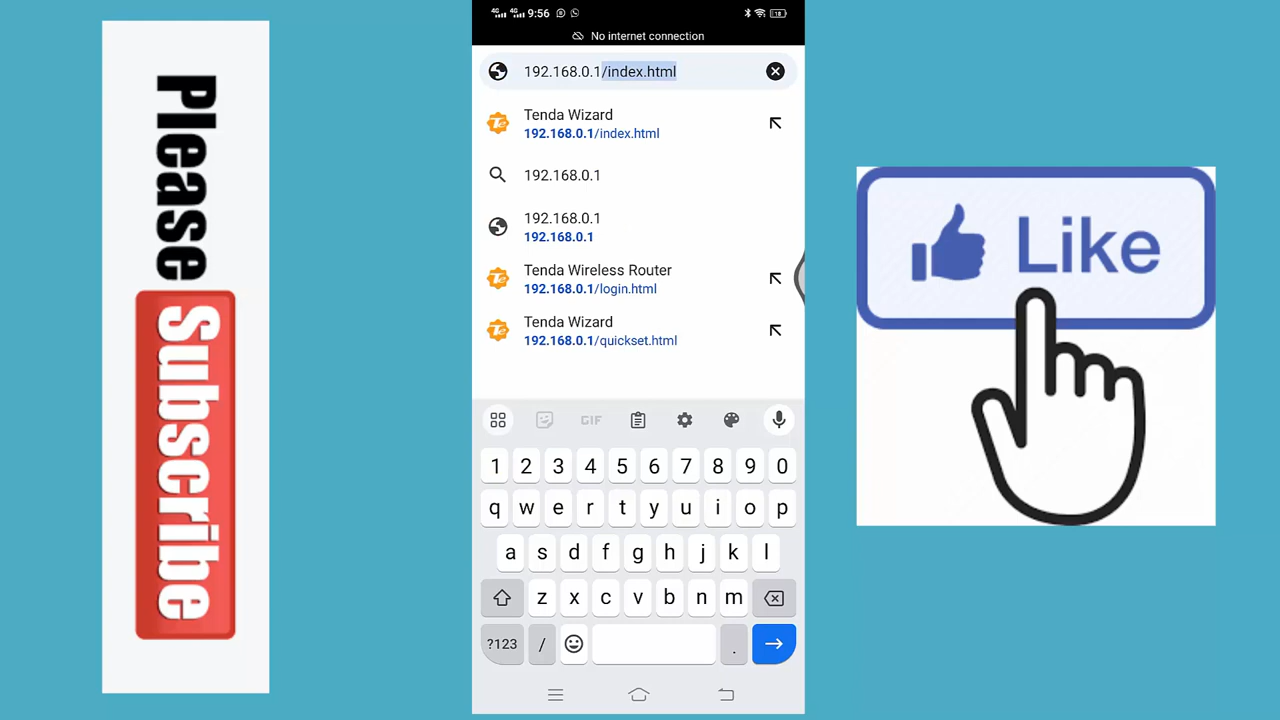 Please
Subscribe
4G 4G 9:56 18
No internet connection
192.168.0.1/index.html
Tenda Wizard
192.168.0.1/index.html
192.168.0.1
192.168.0.1
192.168.0.1
Tenda Wireless Router
192.168.0.1/login.html
Tenda Wizard
192.168.0.1/quickset.html
GIF
1 2 3 4 5 6 7 8 9 0
q w e r t y u i o p
a s d f g h j k l
z x c v b n m
?123 / .
Like